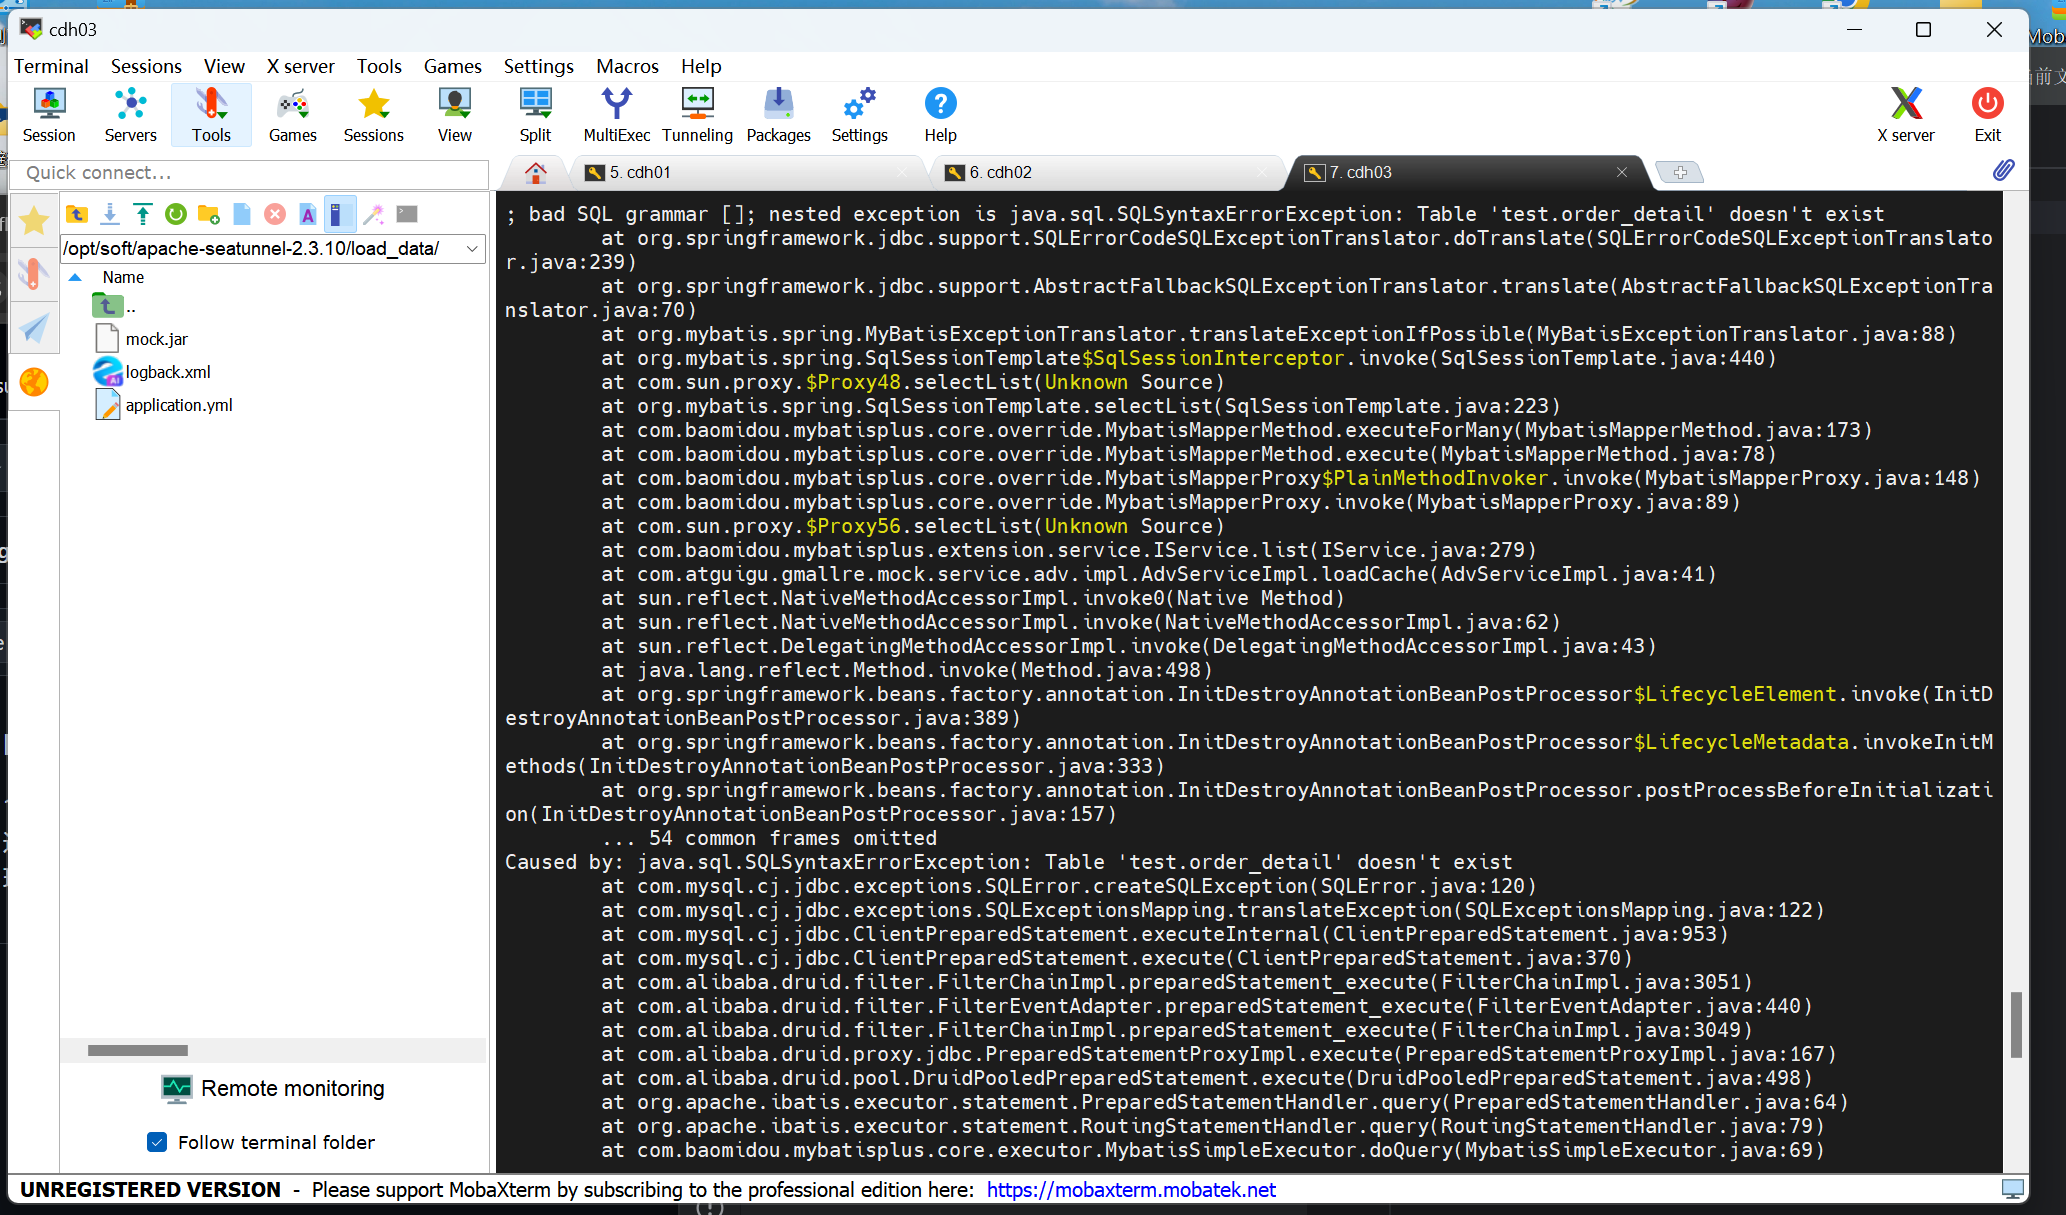 cdh03
Terminal Sessions View X server Tools Games Settings Macros Help
Session Servers Tools Games Sessions View Split MultiExec Tunneling Packages Settings Help X server Exit
Quick connect...
5. cdh01
6. cdh02
7. cdh03
/opt/soft/apache-seatunnel-2.3.10/load_data/
Name
..
mock.jar
logback.xml
application.yml
Remote monitoring
Follow terminal folder
; bad SQL grammar []; nested exception is java.sql.SQLSyntaxErrorException: Table 'test.order_detail' doesn't exist
at org.springframework.jdbc.support.SQLErrorCodeSQLExceptionTranslator.doTranslate(SQLErrorCodeSQLExceptionTranslato
r.java:239)
at org.springframework.jdbc.support.AbstractFallbackSQLExceptionTranslator.translate(AbstractFallbackSQLExceptionTra
nslator.java:70)
at org.mybatis.spring.MyBatisExceptionTranslator.translateExceptionIfPossible(MyBatisExceptionTranslator.java:88)
at org.mybatis.spring.SqlSessionTemplate$SqlSessionInterceptor.invoke(SqlSessionTemplate.java:440)
at com.sun.proxy.$Proxy48.selectList(Unknown Source)
at org.mybatis.spring.SqlSessionTemplate.selectList(SqlSessionTemplate.java:223)
at com.baomidou.mybatisplus.core.override.MybatisMapperMethod.executeForMany(MybatisMapperMethod.java:173)
at com.baomidou.mybatisplus.core.override.MybatisMapperMethod.execute(MybatisMapperMethod.java:78)
at com.baomidou.mybatisplus.core.override.MybatisMapperProxy$PlainMethodInvoker.invoke(MybatisMapperProxy.java:148)
at com.baomidou.mybatisplus.core.override.MybatisMapperProxy.invoke(MybatisMapperProxy.java:89)
at com.sun.proxy.$Proxy56.selectList(Unknown Source)
at com.baomidou.mybatisplus.extension.service.IService.list(IService.java:279)
at com.atguigu.gmallre.mock.service.adv.impl.AdvServiceImpl.loadCache(AdvServiceImpl.java:41)
at sun.reflect.NativeMethodAccessorImpl.invoke0(Native Method)
at sun.reflect.NativeMethodAccessorImpl.invoke(NativeMethodAccessorImpl.java:62)
at sun.reflect.DelegatingMethodAccessorImpl.invoke(DelegatingMethodAccessorImpl.java:43)
at java.lang.reflect.Method.invoke(Method.java:498)
at org.springframework.beans.factory.annotation.InitDestroyAnnotationBeanPostProcessor$LifecycleElement.invoke(InitD
estroyAnnotationBeanPostProcessor.java:389)
at org.springframework.beans.factory.annotation.InitDestroyAnnotationBeanPostProcessor$LifecycleMetadata.invokeInitM
ethods(InitDestroyAnnotationBeanPostProcessor.java:333)
at org.springframework.beans.factory.annotation.InitDestroyAnnotationBeanPostProcessor.postProcessBeforeInitializati
on(InitDestroyAnnotationBeanPostProcessor.java:157)
... 54 common frames omitted
Caused by: java.sql.SQLSyntaxErrorException: Table 'test.order_detail' doesn't exist
at com.mysql.cj.jdbc.exceptions.SQLError.createSQLException(SQLError.java:120)
at com.mysql.cj.jdbc.exceptions.SQLExceptionsMapping.translateException(SQLExceptionsMapping.java:122)
at com.mysql.cj.jdbc.ClientPreparedStatement.executeInternal(ClientPreparedStatement.java:953)
at com.mysql.cj.jdbc.ClientPreparedStatement.execute(ClientPreparedStatement.java:370)
at com.alibaba.druid.filter.FilterChainImpl.preparedStatement_execute(FilterChainImpl.java:3051)
at com.alibaba.druid.filter.FilterEventAdapter.preparedStatement_execute(FilterEventAdapter.java:440)
at com.alibaba.druid.filter.FilterChainImpl.preparedStatement_execute(FilterChainImpl.java:3049)
at com.alibaba.druid.proxy.jdbc.PreparedStatementProxyImpl.execute(PreparedStatementProxyImpl.java:167)
at com.alibaba.druid.pool.DruidPooledPreparedStatement.execute(DruidPooledPreparedStatement.java:498)
at org.apache.ibatis.executor.statement.PreparedStatementHandler.query(PreparedStatementHandler.java:64)
at org.apache.ibatis.executor.statement.RoutingStatementHandler.query(RoutingStatementHandler.java:79)
at com.baomidou.mybatisplus.core.executor.MybatisSimpleExecutor.doQuery(MybatisSimpleExecutor.java:69)
UNREGISTERED VERSION - Please support MobaXterm by subscribing to the professional edition here: https://mobaxterm.mobatek.net